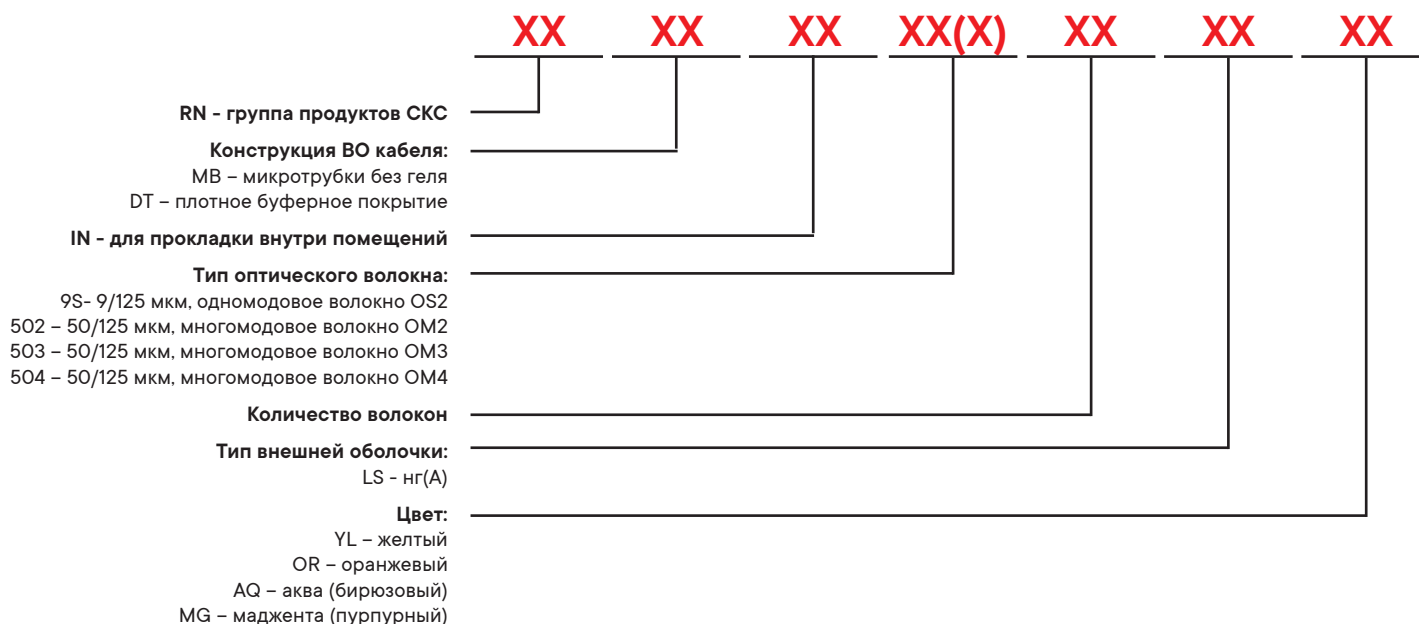 XX XX XX XX(X) XX XX XX
RN - группа продуктов СКС
Конструкция ВО кабеля:
MB – микротрубки без геля
DT – плотное буферное покрытие
IN - для прокладки внутри помещений
Тип оптического волокна:
9S- 9/125 мкм, одномодовое волокно OS2
502 – 50/125 мкм, многомодовое волокно OM2
503 – 50/125 мкм, многомодовое волокно OM3
504 – 50/125 мкм, многомодовое волокно OM4
Количество волокон
Тип внешней оболочки:
LS - нг(A)
Цвет:
YL – желтый
OR – оранжевый
AQ – аква (бирюзовый)
MG – маджента (пурпурный)